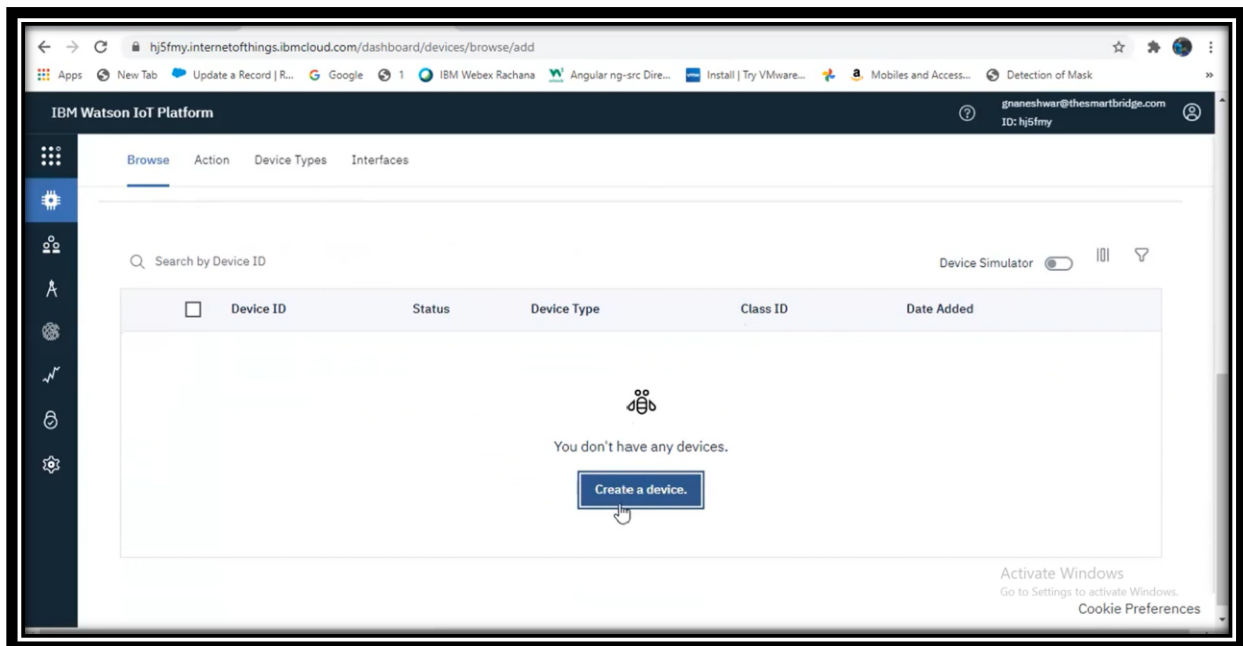 hj5fmy.internetofthings.ibmcloud.com/dashboard/devices/browse/add
Apps New Tab Update a Record | R... Google 1 IBM Webex Rachana Angular ng-src Dire... Install | Try VMware... Mobiles and Access... Detection of Mask »
IBM Watson IoT Platform
gnaneshwar@thesmartbridge.com
ID: hj5fmy
Browse Action Device Types Interfaces
Search by Device ID
Device Simulator
Device ID Status Device Type Class ID Date Added
You don't have any devices.
Create a device.
Activate Windows
Go to Settings to activate Windows.
Cookie Preferences